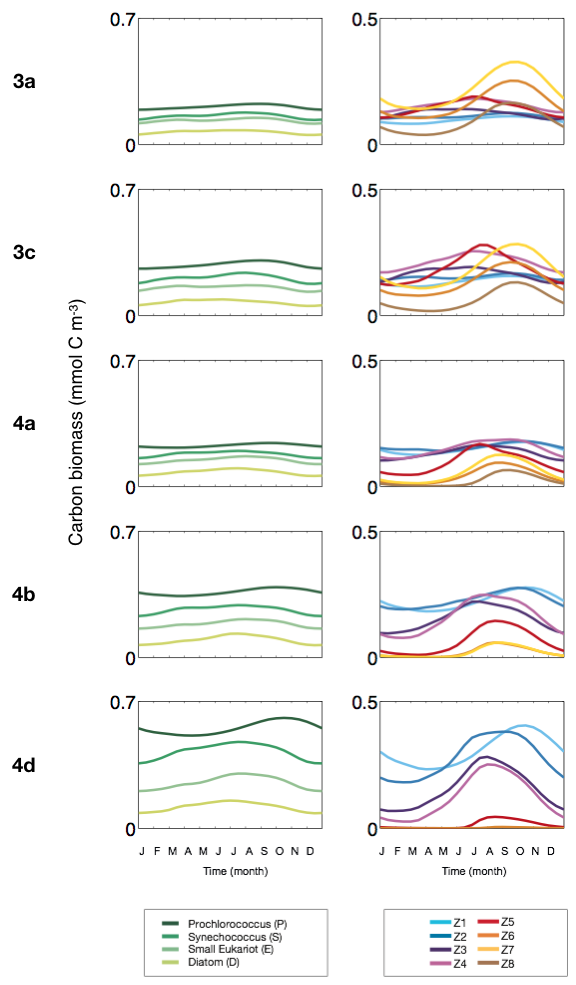 0.7
0.5
3a
0
0
0.7
0.5
3c
0
0
Carbon biomass (mmol C m-3)
0.7
0.5
4a
0
0
0.7
0.5
4b
0
0
0.7
0.5
4d
0
0
J F M A M J J A S O N D
J F M A M J J A S O N D
Time (month)
Time (month)
Prochlorococcus (P)
Synechococcus (S)
Small Eukariot (E)
Diatom (D)
Z1 Z5
Z2 Z6
Z3 Z7
Z4 Z8